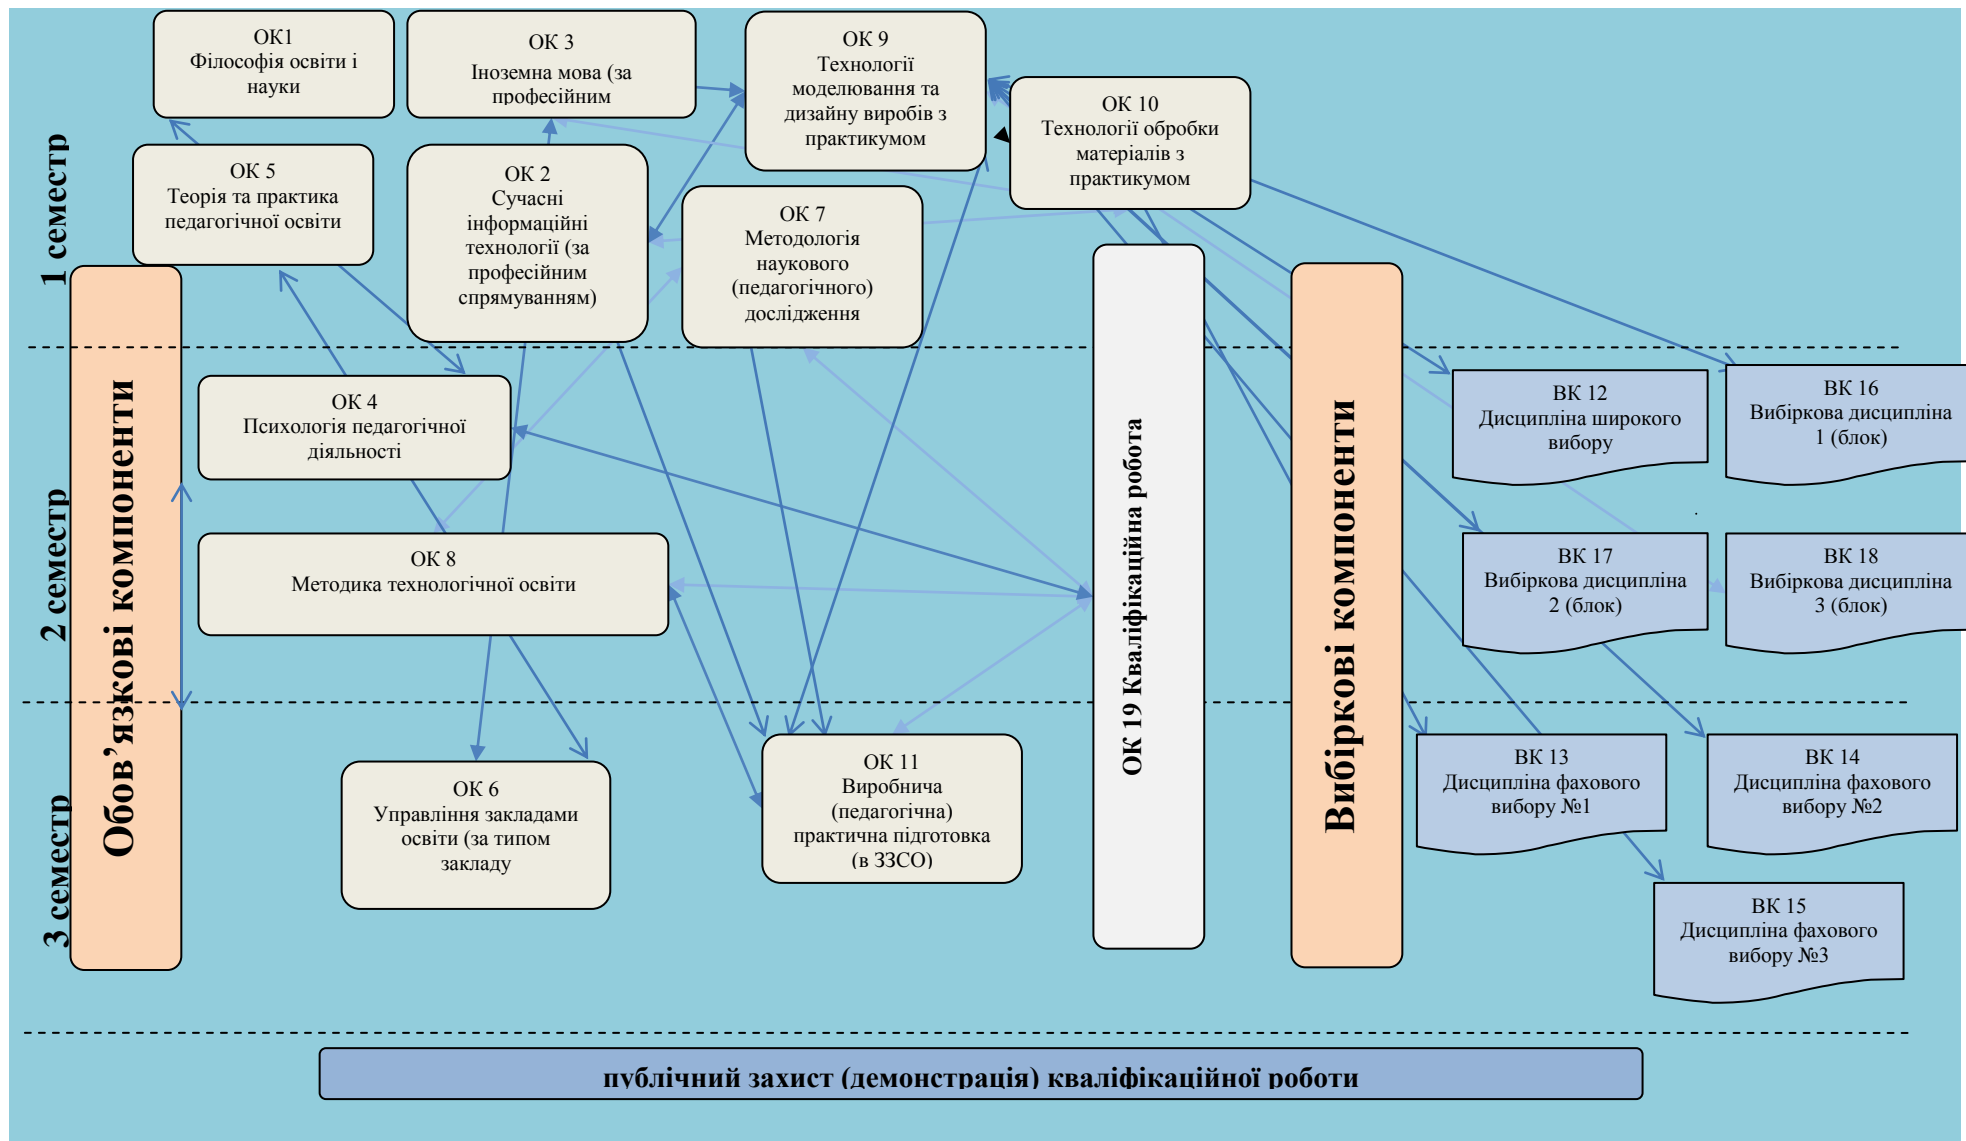 ОК1
Філософія освіти і
науки
ОК 3
Іноземна мова (за
професійним
ОК 9
Технології
моделювання та
дизайну виробів з
практикумом
ОК 10
Технології обробки
матеріалів з
практикумом
1 семестр
ОК 5
Теорія та практика
педагогічної освіти
ОК 2
Сучасні
інформаційні
технології (за
професійним
спрямуванням)
ОК 7
Методологія
наукового
(педагогічного)
дослідження
Обов’язкові компоненти
ОК 19 Кваліфікаційна робота
Вибіркові компоненти
2 семестр
ОК 4
Психологія педагогічної
діяльності
ВК 12
Дисципліна широкого
вибору
ВК 16
Вибіркова дисципліна
1 (блок)
ОК 8
Методика технологічної освіти
ВК 17
Вибіркова дисципліна
2 (блок)
.
ВК 18
Вибіркова дисципліна
3 (блок)
3 семестр
ОК 6
Управління закладами
освіти (за типом
закладу
ОК 11
Виробнича
(педагогічна)
практична підготовка
(в ЗЗСО)
ВК 13
Дисципліна фахового
вибору №1
ВК 14
Дисципліна фахового
вибору №2
ВК 15
Дисципліна фахового
вибору №3
публічний захист (демонстрація) кваліфікаційної роботи